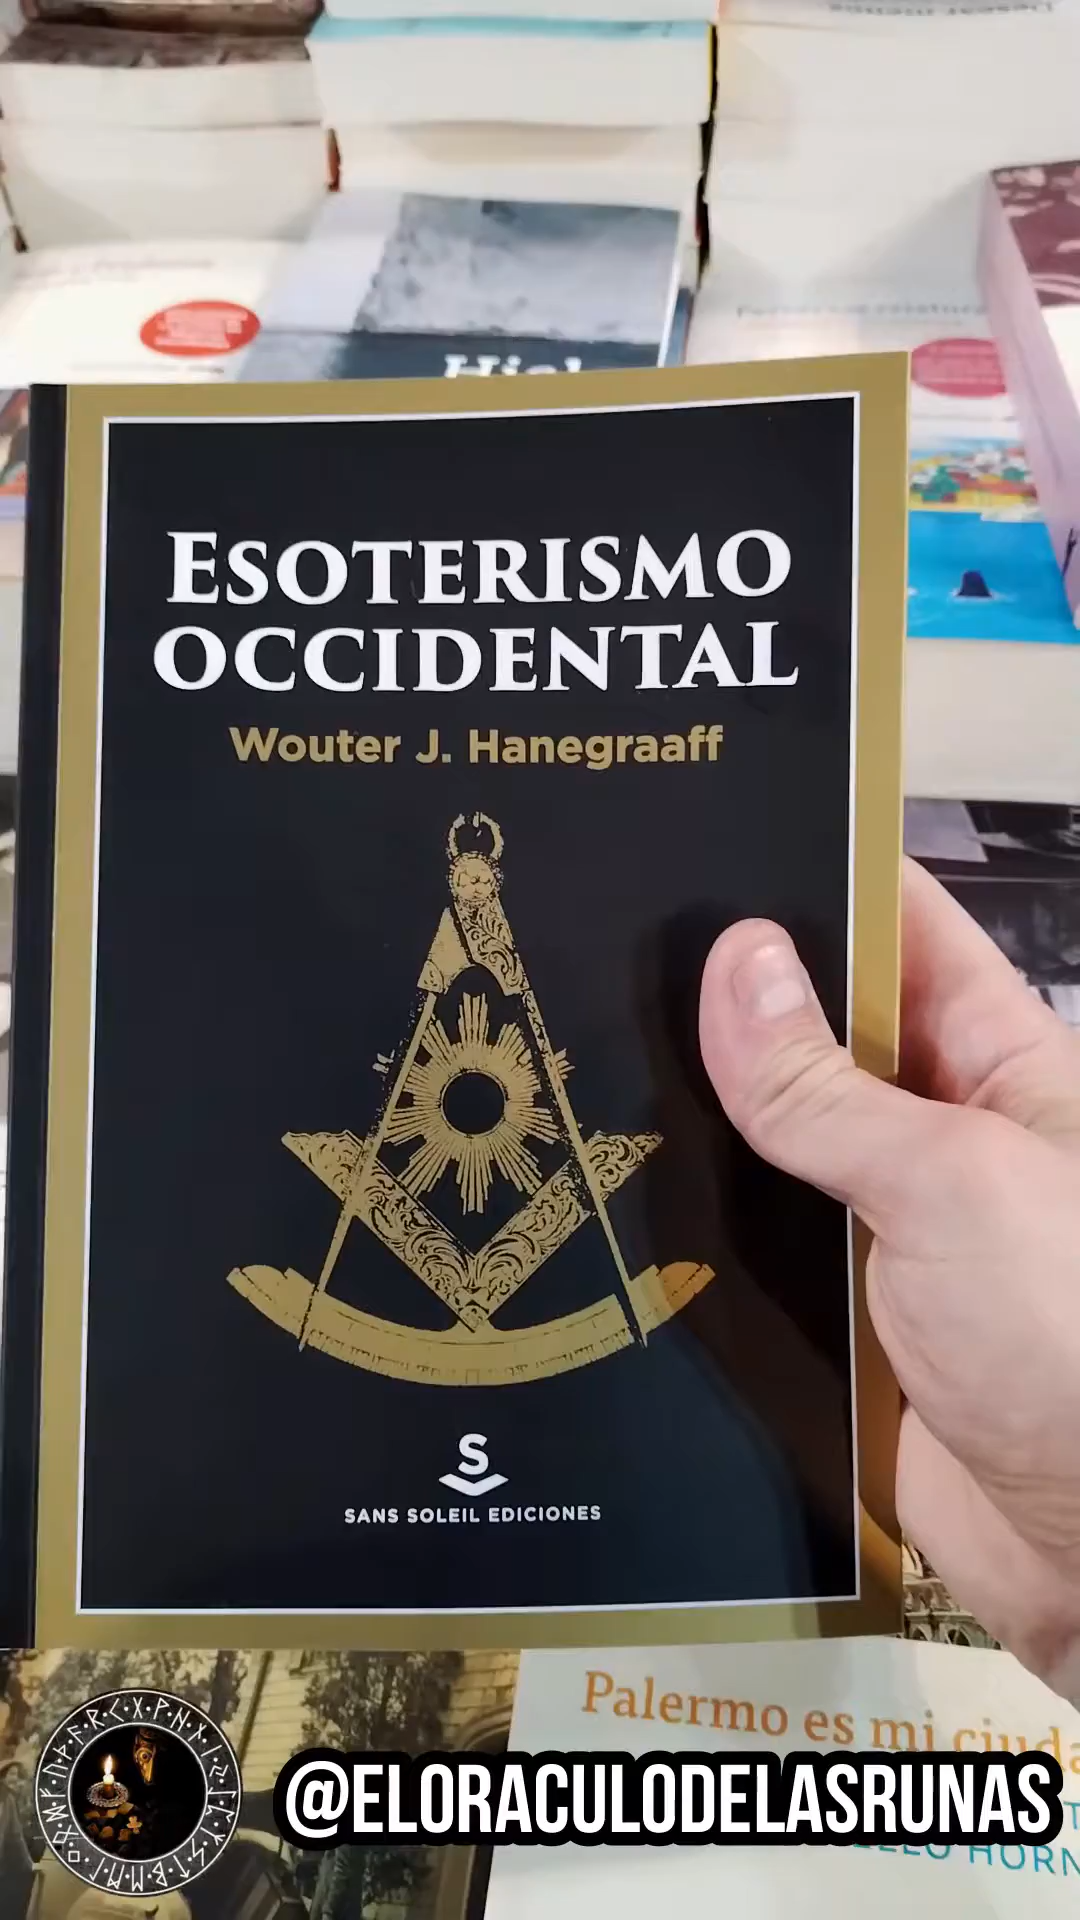 ESOTERISMO
OCCIDENTAL
Wouter J. Hanegraaff
S
SANS SOLEIL EDICIONES
Palermo es mi
@ELORACULODELASRUNAS